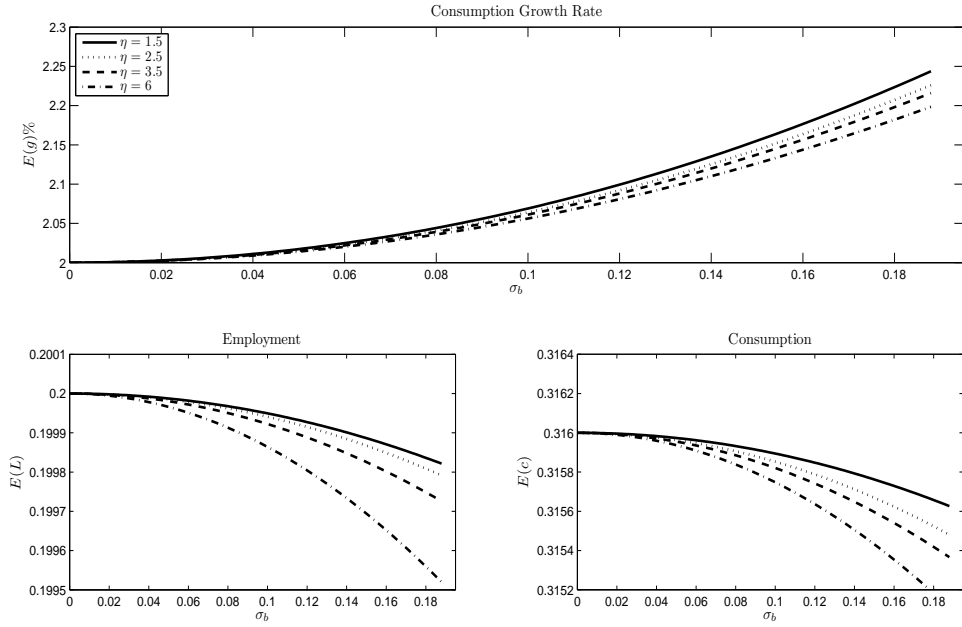 Consumption Growth Rate
2.3
2.25
2.2
2.15
2.1
2.05
2
E(g)%
η = 1.5
η = 2.5
η = 3.5
η = 6
0 0.02 0.04 0.06 0.08 0.1 0.12 0.14 0.16 0.18
σb
Employment
0.2001
0.2
0.1999
0.1998
0.1997
0.1996
0.1995
E(L)
0 0.02 0.04 0.06 0.08 0.1 0.12 0.14 0.16 0.18
σb
Consumption
0.3164
0.3162
0.316
0.3158
0.3156
0.3154
0.3152
E(c)
0 0.02 0.04 0.06 0.08 0.1 0.12 0.14 0.16 0.18
σb